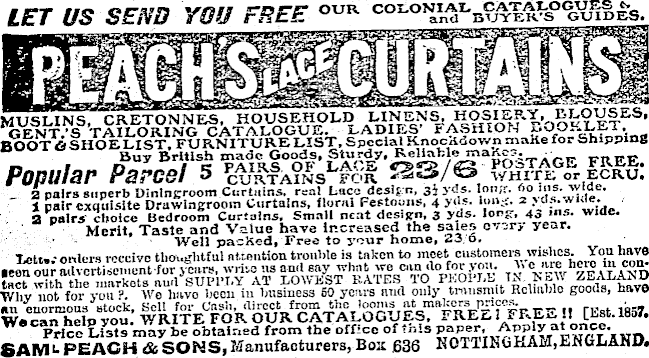 LET US SEND YOU FREE OUR COLONIAL CATALOGUES &
and BUYER'S GUIDES.
PEACH'S LACE CURTAINS
MUSLINS, CRETONNES, HOUSEHOLD LINENS, HOSIERY, BLOUSES,
GENT.'S TAILORING CATALOGUE. LADIES' FASHION BOOKLET,
BOOT & SHOE LIST, FURNITURE LIST, Special Knockdown make for Shipping
Buy British made Goods, Sturdy, Reliable makes.
Popular Parcel 5 PAIRS OF LACE CURTAINS FOR 23/6 POSTAGE FREE. WHITE or ECRU.
2 pairs superb Diningroom Curtains, real Lace design, 3½ yds. long, 60 ins. wide.
1 pair exquisite Drawingroom Curtains, floral Festoons, 4 yds. long, 2 yds. wide.
2 pairs choice Bedroom Curtains, Small neat design, 3 yds. long, 43 ins. wide.
Merit, Taste and Value have increased the sales every year.
Well packed, Free to your home, 23/6.
Letter orders receive thoughtful attention trouble is taken to meet customers wishes. You have
seen our advertisement for years, write us and say what we can do for you. We are here in con-
tact with the markets and SUPPLY AT LOWEST RATES TO PEOPLE IN NEW ZEALAND
Why not for you?. We have been in business 50 years and only transmit Reliable goods, have
an enormous stock, Sell for Cash, direct from the looms at makers prices.
We can help you. WRITE FOR OUR CATALOGUES, FREE! FREE!! [Est. 1857.
Price Lists may be obtained from the office of this paper, Apply at once.
SAML PEACH & SONS, Manufacturers, Box 636 NOTTINGHAM, ENGLAND.